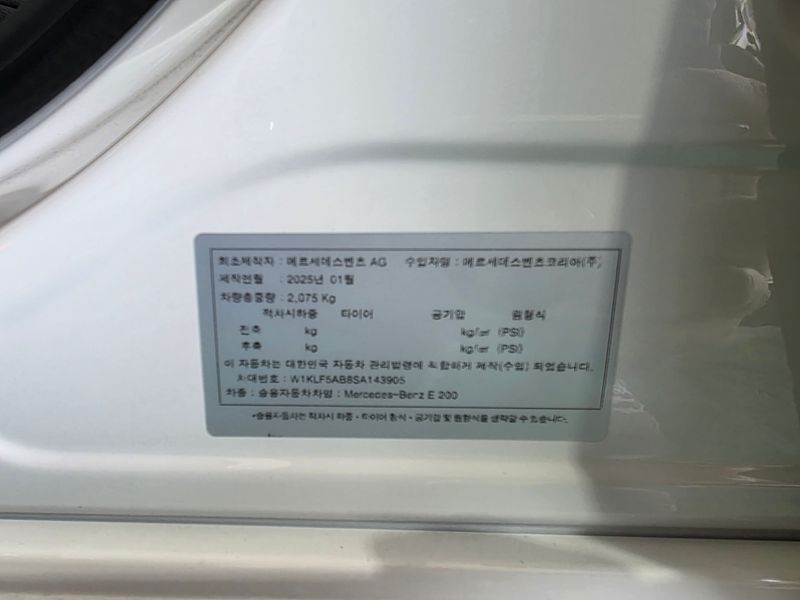 최초제작자 : 메르세데스벤츠 AG 수입자명 : 메르세데스벤츠코리아(주)
제작연월 : 2025년 01월
차량총중량 : 2,075 Kg
적차시하중 타이어 공기압 원형식
전축 kg kg/㎠ (PSI)
후축 kg kg/㎠ (PSI)
이 자동차는 대한민국 자동차 관리법령에 적합하게 제작(수입) 되었습니다.
차대번호 : W1KLF5AB8SA143905
차종 : 승용자동차차명 : Mercedes-Benz E 200
*승용자동차는 적차시 하중・타이어 형식・공기압 및 원형식을 생략할 수 있습니다.